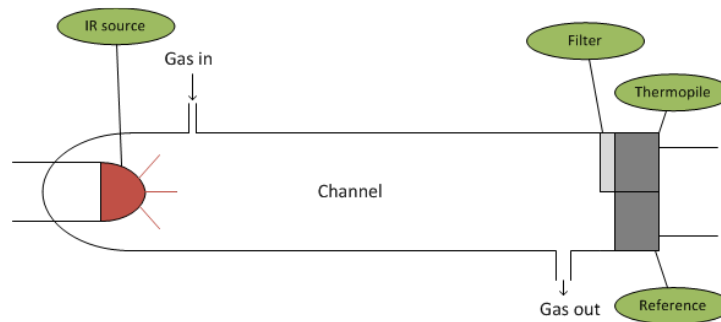 IR source
Filter
Gas in
Thermopile
Channel
Gas out
Reference